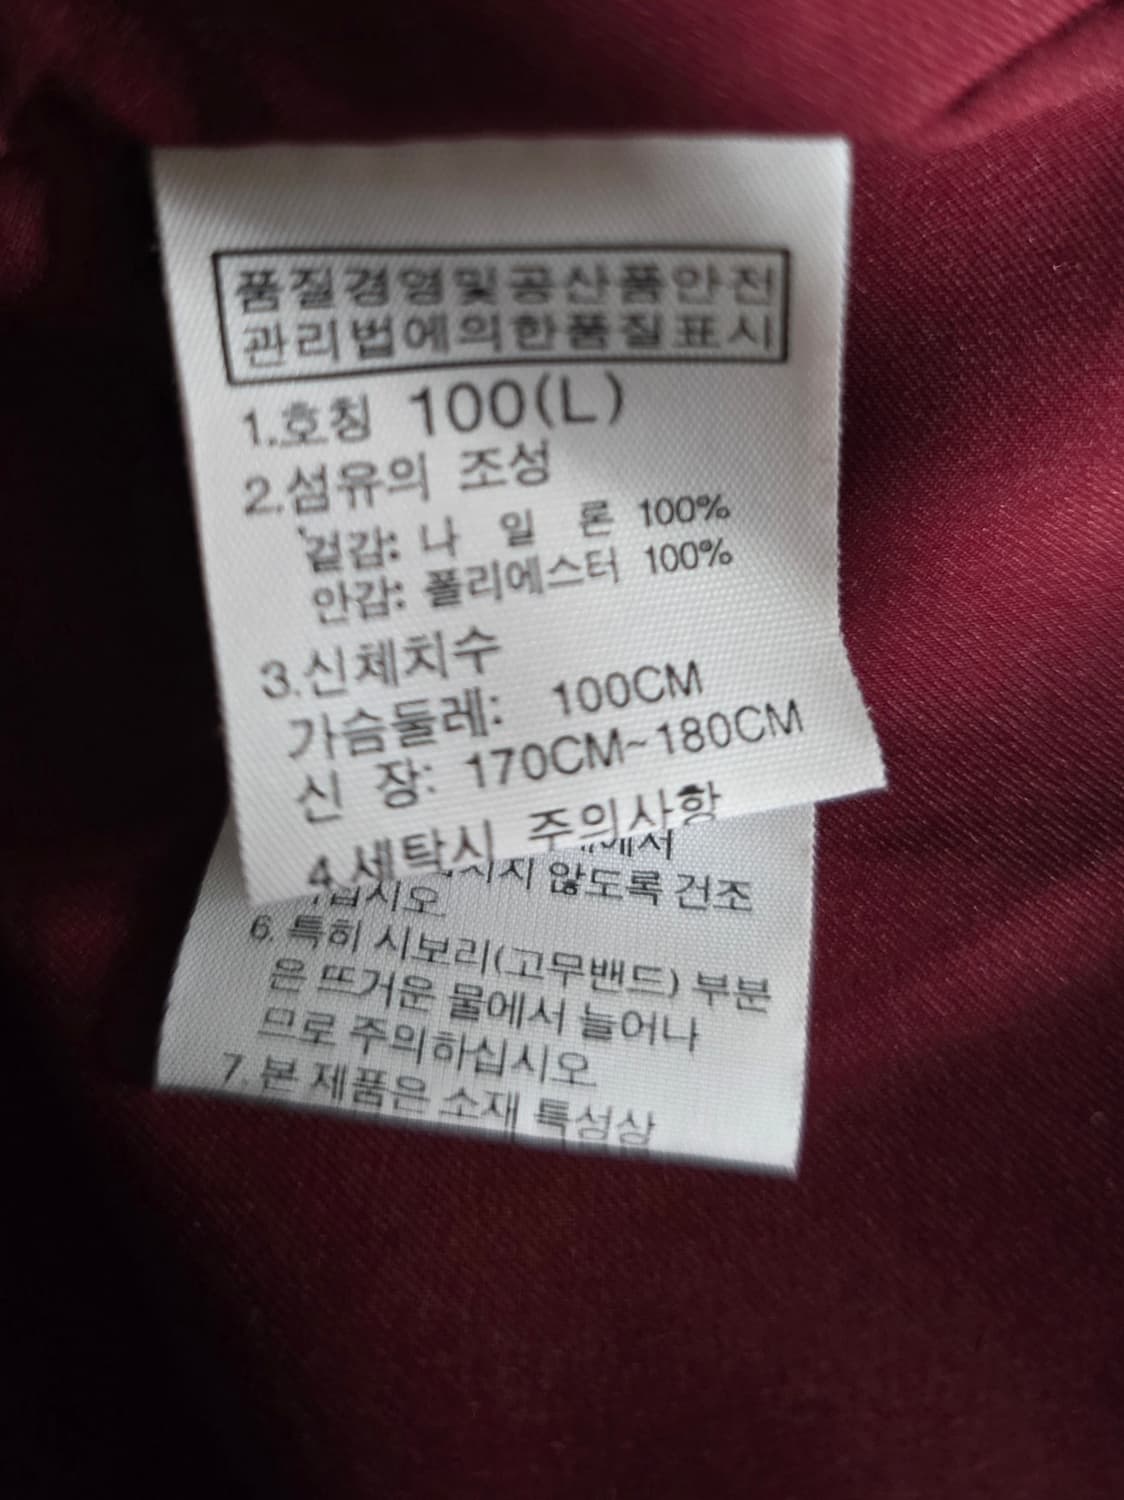 품질경영및공산품안전
관리법에의한품질표시
1.호칭 100(L)
2.섬유의 조성
겉감: 나 일 론 100%
안감: 폴리에스터 100%
3.신체치수
가슴둘레: 100CM
신 장: 170CM~180CM
4.세탁시 주의사항
않도록 건조
6. 특히 시보리(고무밴드) 부분
은 뜨거운 물에서 늘어나
므로 주의하십시오
7. 본 제품은 소재 특성상